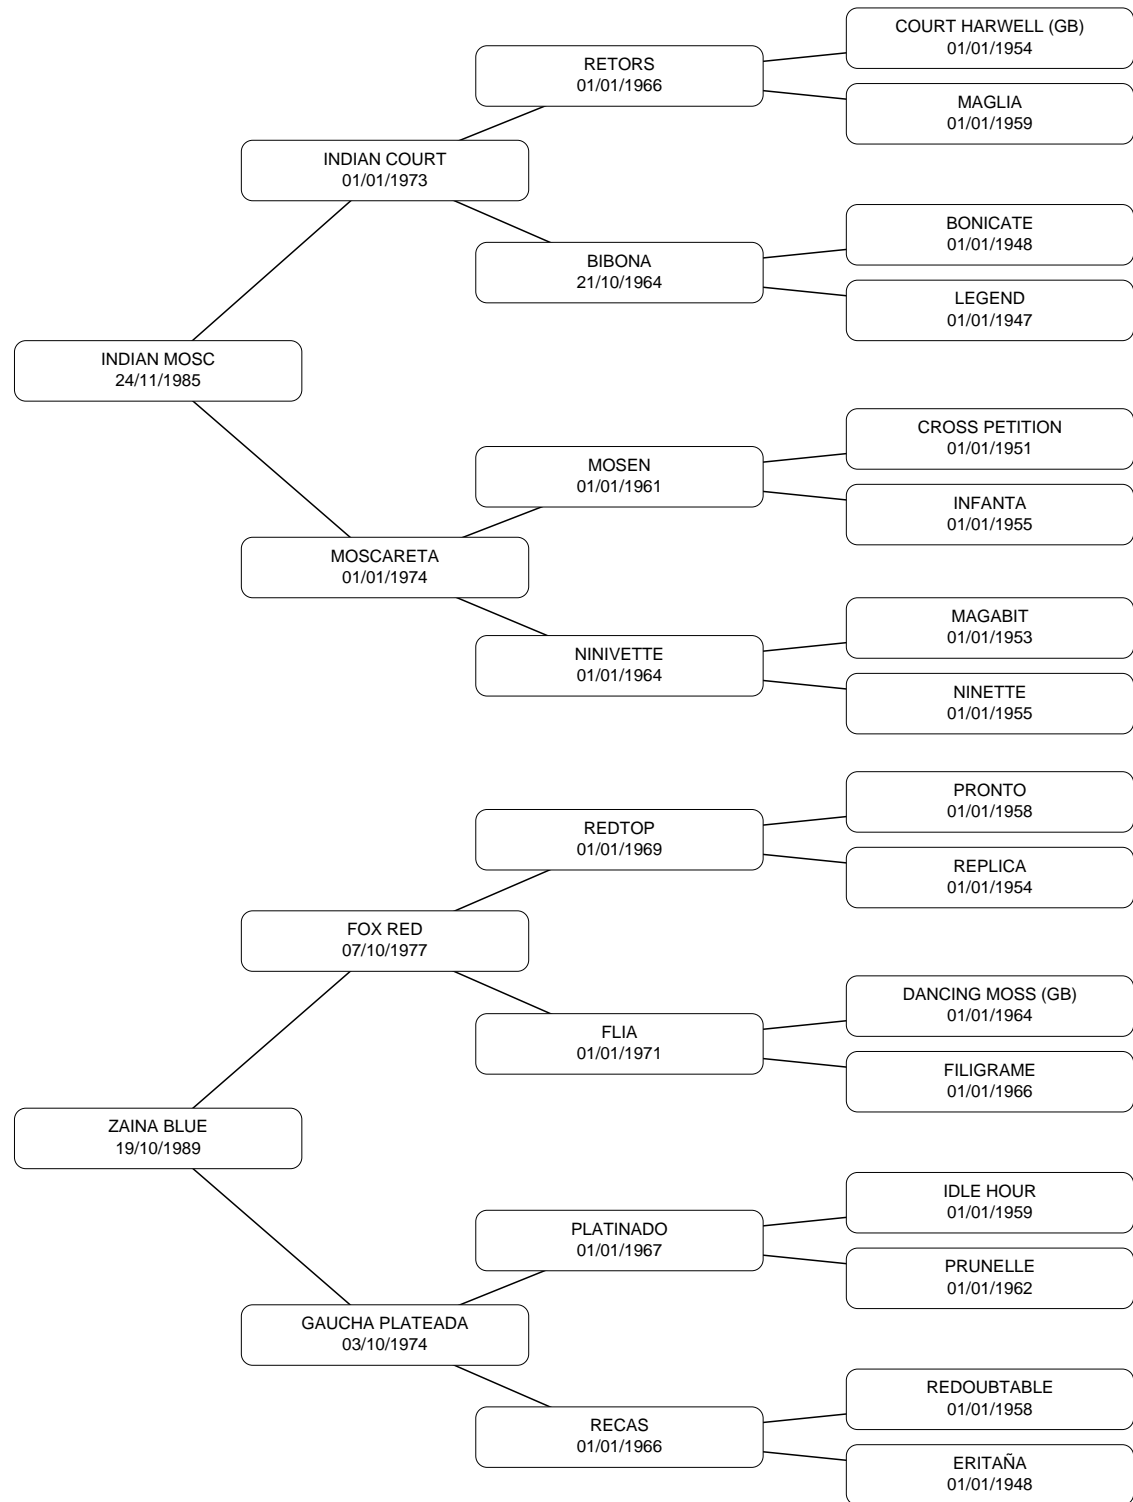 COURT HARWELL (GB)
01/01/1954
RETORS
01/01/1966
MAGLIA
01/01/1959
INDIAN COURT
01/01/1973
BONICATE
01/01/1948
BIBONA
21/10/1964
LEGEND
01/01/1947
INDIAN MOSC
24/11/1985
CROSS PETITION
01/01/1951
MOSEN
01/01/1961
INFANTA
01/01/1955
MOSCARETA
01/01/1974
MAGABIT
01/01/1953
NINIVETTE
01/01/1964
NINETTE
01/01/1955
PRONTO
01/01/1958
REDTOP
01/01/1969
REPLICA
01/01/1954
FOX RED
07/10/1977
DANCING MOSS (GB)
01/01/1964
FLIA
01/01/1971
FILIGRAME
01/01/1966
ZAINA BLUE
19/10/1989
IDLE HOUR
01/01/1959
PLATINADO
01/01/1967
PRUNELLE
01/01/1962
GAUCHA PLATEADA
03/10/1974
REDOUBTABLE
01/01/1958
RECAS
01/01/1966
ERITAÑA
01/01/1948